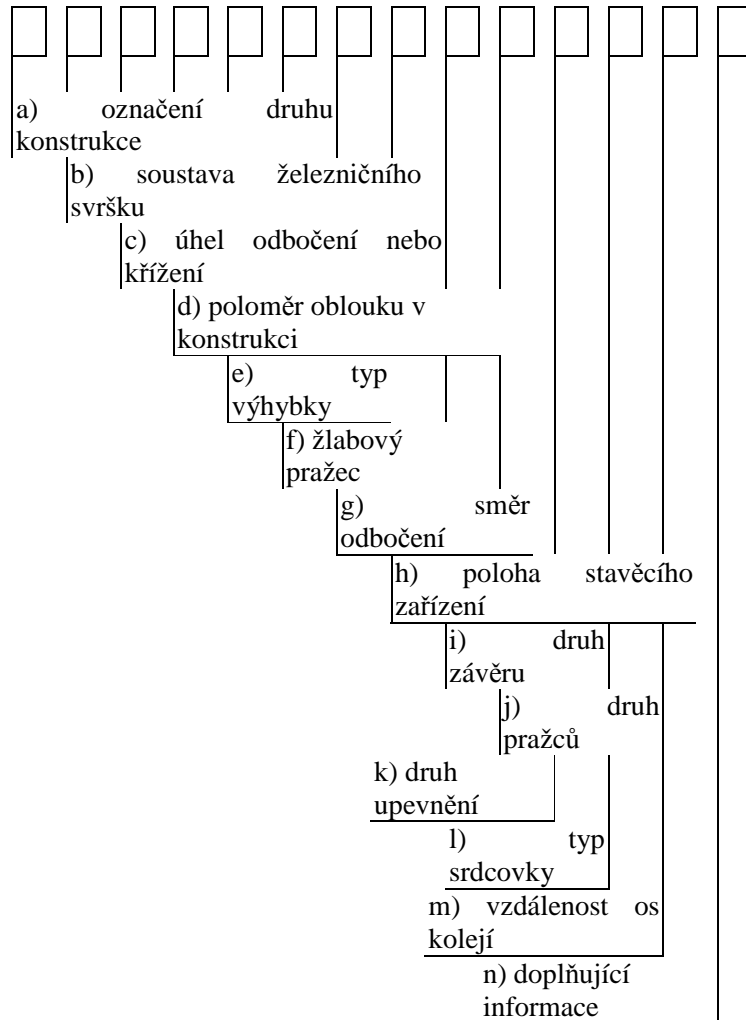 a) označení druhu
konstrukce
b) soustava železničního
svršku
c) úhel odbočení nebo
křížení
d) poloměr oblouku v
konstrukci
e) typ
výhybky
f) žlabový
pražec
g) směr
odbočení
h) poloha stavěcího
zařízení
i) druh
závěru
j) druh
pražců
k) druh
upevnění
l) typ
srdcovky
m) vzdálenost os
kolejí
n) doplňující
informace